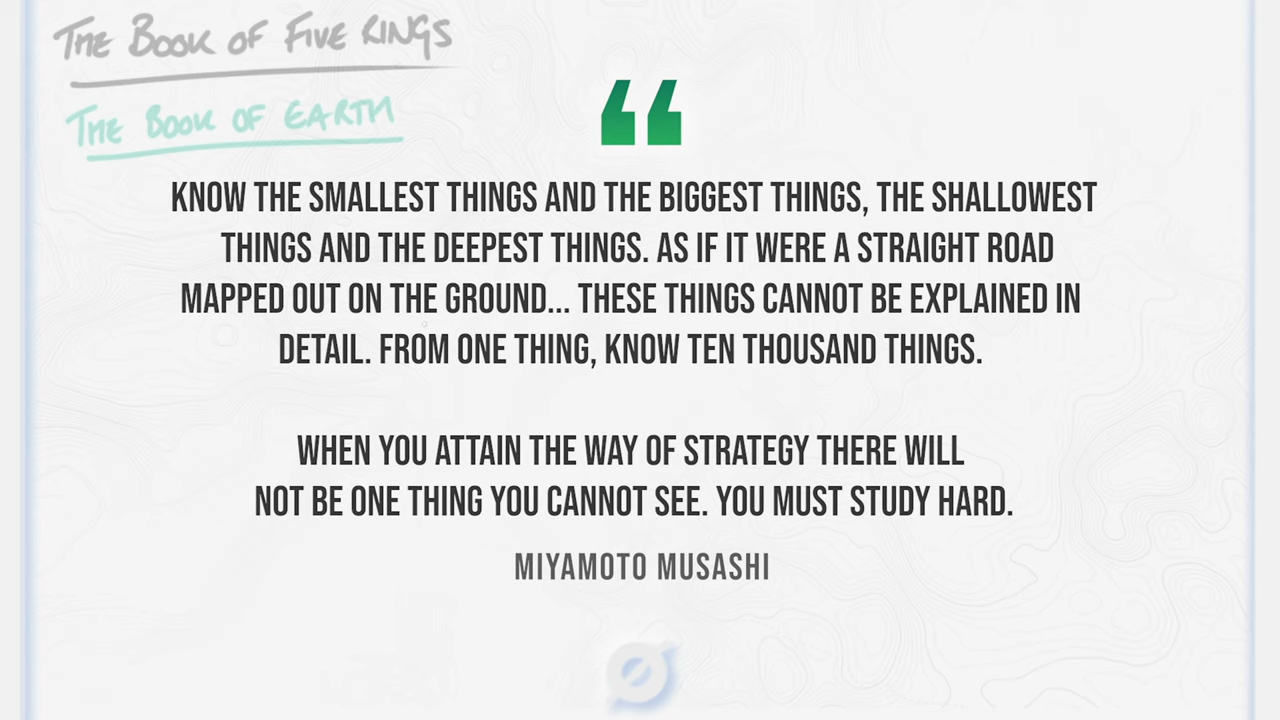 THE BOOK OF FIVE RINGS
THE BOOK OF EARTH
KNOW THE SMALLEST THINGS AND THE BIGGEST THINGS, THE SHALLOWEST
THINGS AND THE DEEPEST THINGS. AS IF IT WERE A STRAIGHT ROAD
MAPPED OUT ON THE GROUND... THESE THINGS CANNOT BE EXPLAINED IN
DETAIL. FROM ONE THING, KNOW TEN THOUSAND THINGS.
WHEN YOU ATTAIN THE WAY OF STRATEGY THERE WILL
NOT BE ONE THING YOU CANNOT SEE. YOU MUST STUDY HARD.
MIYAMOTO MUSASHI